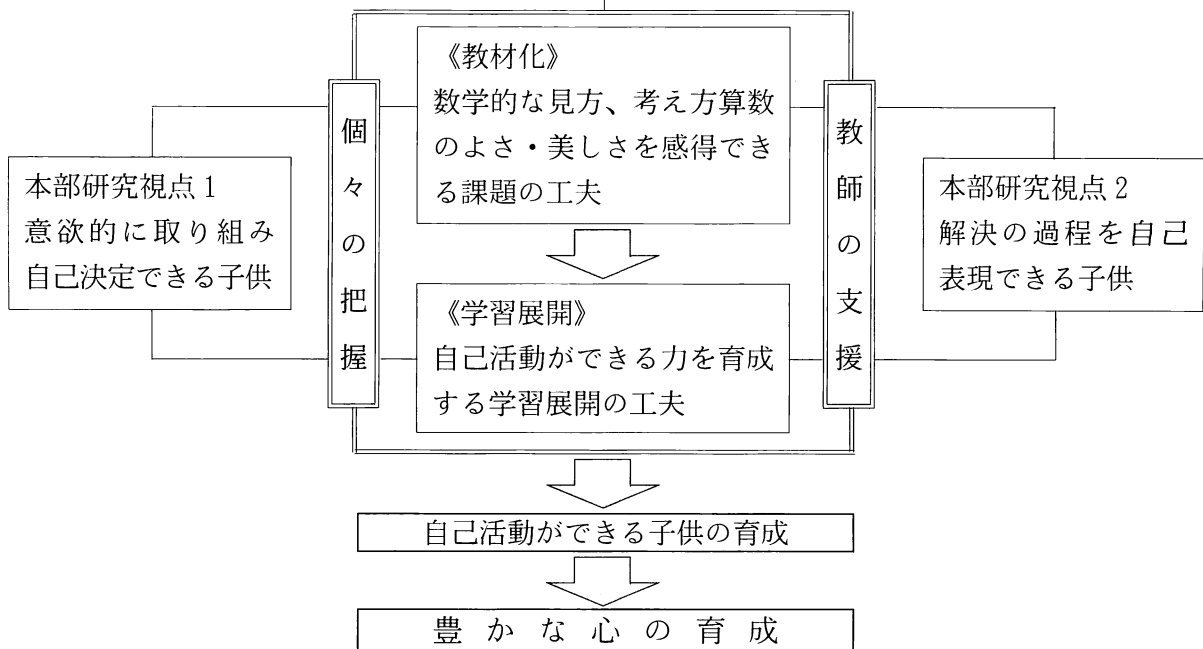 《教材化》
数学的な見方、考え方算数
のよさ・美しさを感得でき
る課題の工夫
個々の把握
教師の支援
本部研究視点1
意欲的に取り組み
自己決定できる子供
本部研究視点2
解決の過程を自己
表現できる子供
《学習展開》
自己活動ができる力を育成
する学習展開の工夫
自己活動ができる子供の育成
豊かな心の育成